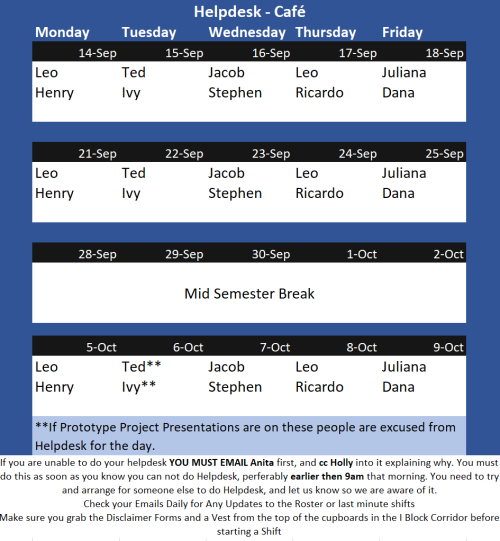 Helpdesk - Café
Monday Tuesday Wednesday Thursday Friday
14-Sep 15-Sep 16-Sep 17-Sep 18-Sep
Leo Ted Jacob Leo Juliana
Henry Ivy Stephen Ricardo Dana
21-Sep 22-Sep 23-Sep 24-Sep 25-Sep
Leo Ted Jacob Leo Juliana
Henry Ivy Stephen Ricardo Dana
28-Sep 29-Sep 30-Sep 1-Oct 2-Oct
Mid Semester Break
5-Oct 6-Oct 7-Oct 8-Oct 9-Oct
Leo Ted** Jacob Leo Juliana
Henry Ivy** Stephen Ricardo Dana
**If Prototype Project Presentations are on these people are excused from
Helpdesk for the day.
If you are unable to do your helpdesk YOU MUST EMAIL Anita first, and cc Holly into it explaining why. You must
do this as soon as you know you can not do Helpdesk, perferably earlier then 9am that morning. You need to try
and arrange for someone else to do Helpdesk, and let us know so we are aware of it.
Check your Emails Daily for Any Updates to the Roster or last minute shifts
Make sure you grab the Disclaimer Forms and a Vest from the top of the cupboards in the I Block Corridor before
starting a Shift